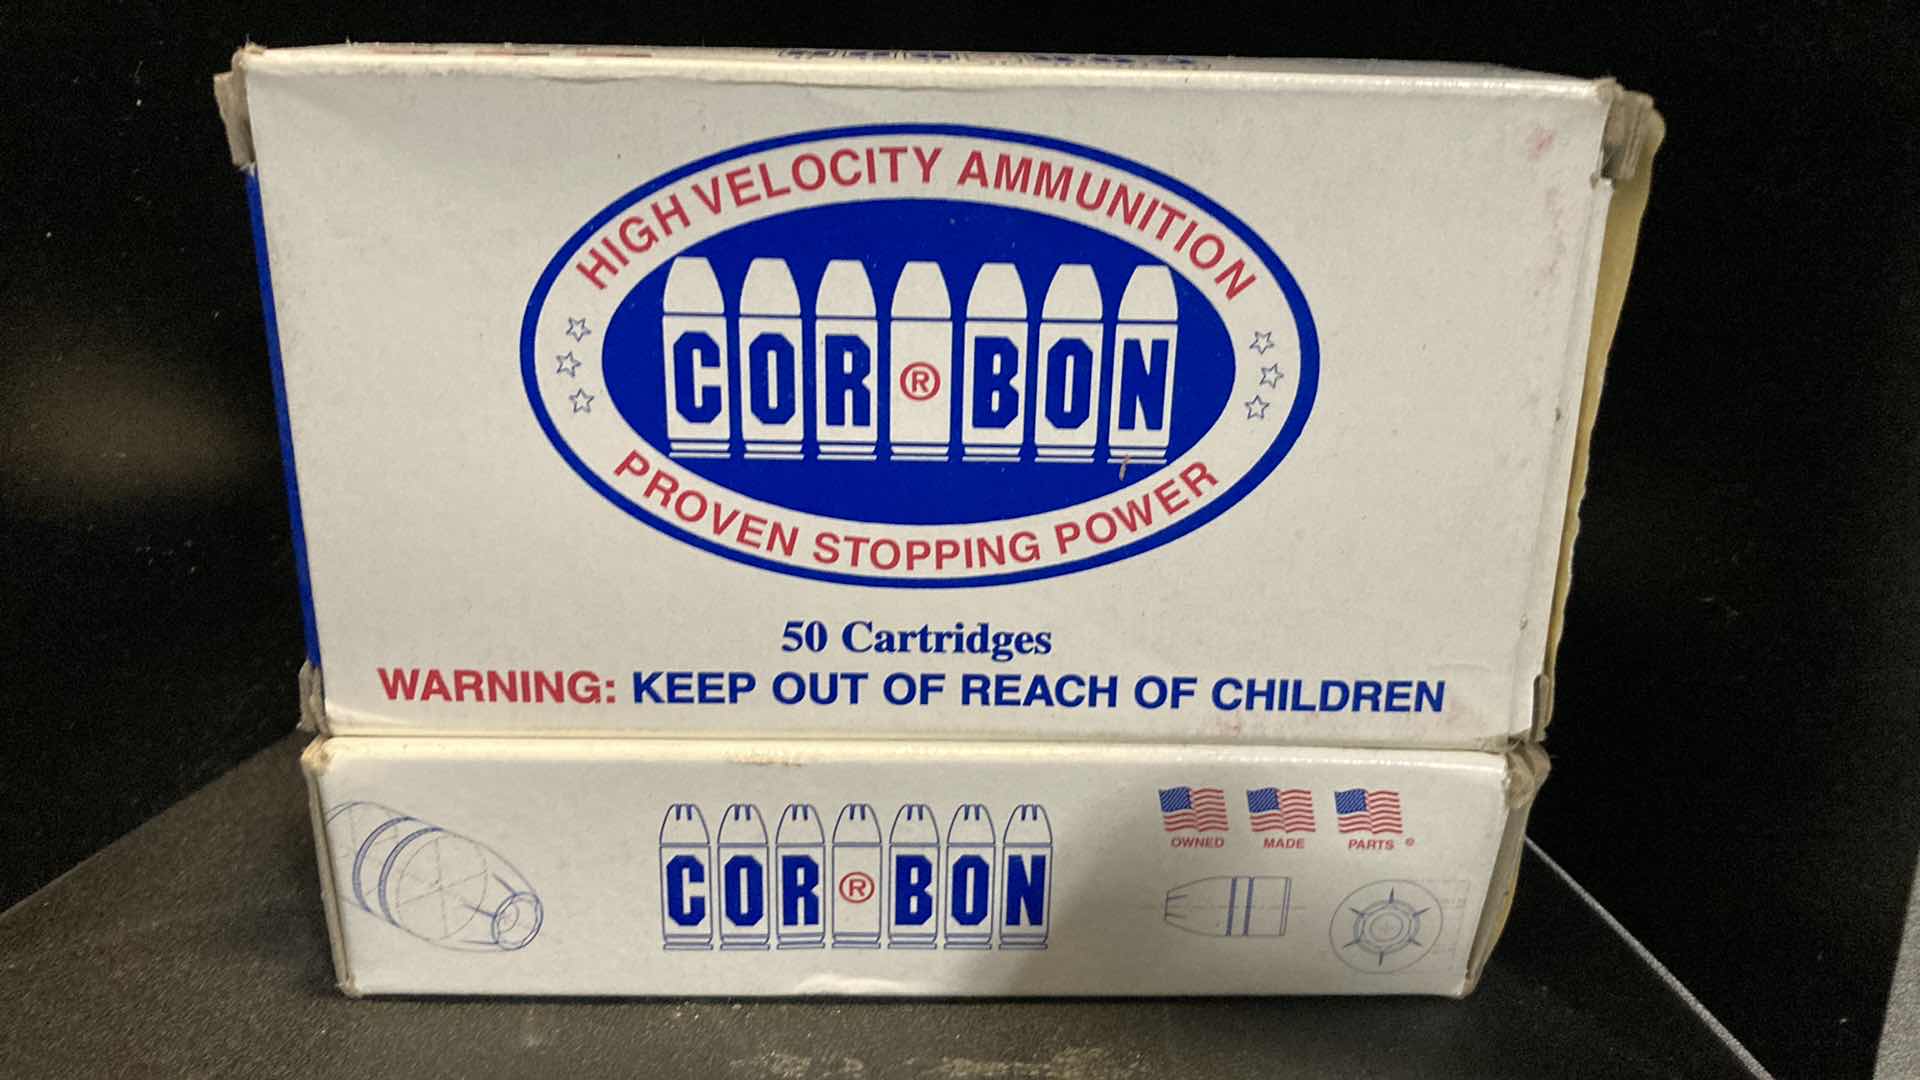 HIGH VELOCITY AMMUNITION
COR®BON
PROVEN STOPPING POWER
50 Cartridges
WARNING: KEEP OUT OF REACH OF CHILDREN
COR®BON
OWNED MADE PARTS